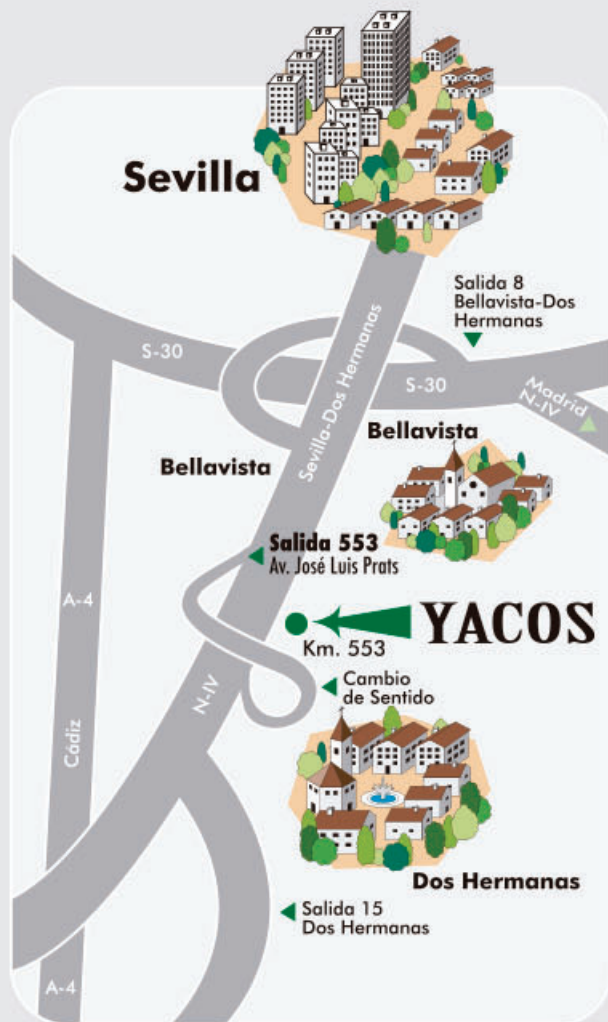 Sevilla
Salida 8
Bellavista-Dos
Hermanas
S-30
S-30
Madrid
N-IV
Sevilla-Dos Hermanas
Bellavista
Bellavista
Salida 553
Av. José Luis Prats
A-4
YACOS
Km. 553
Cambio
de Sentido
N-IV
Cádiz
Dos Hermanas
Salida 15
Dos Hermanas
A-4